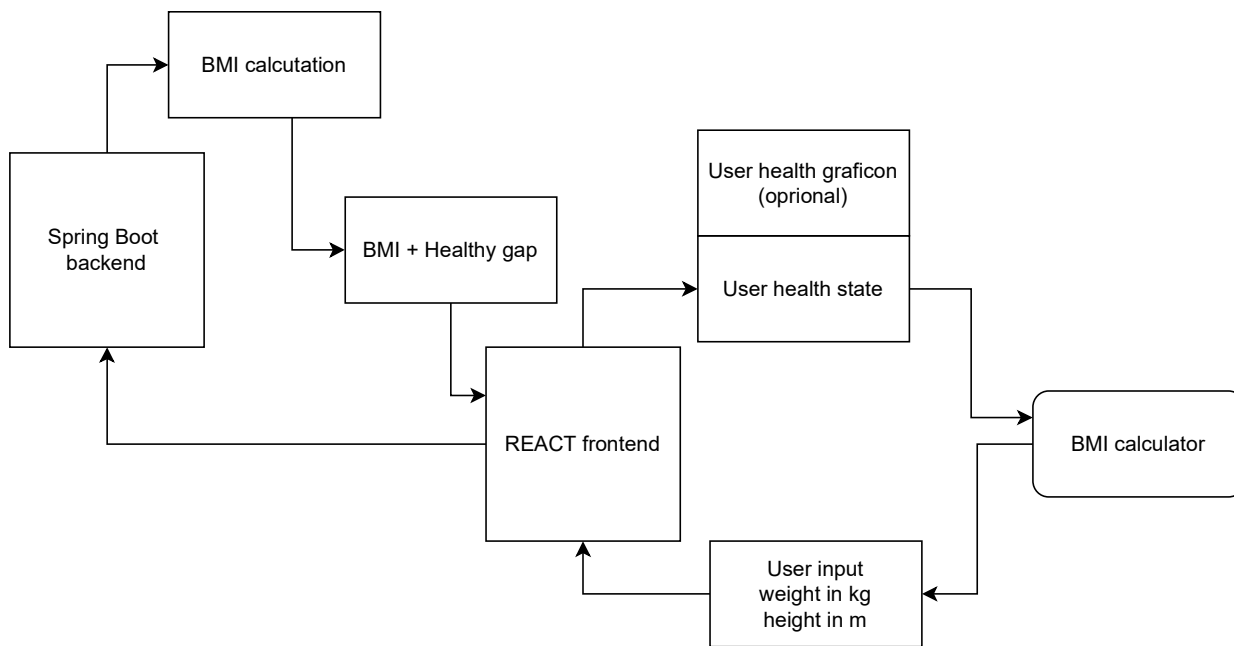 BMI calcutation
User health graficon
(oprional)
Spring Boot
backend
BMI + Healthy gap
User health state
REACT frontend
BMI calculator
User input
weight in kg
height in m